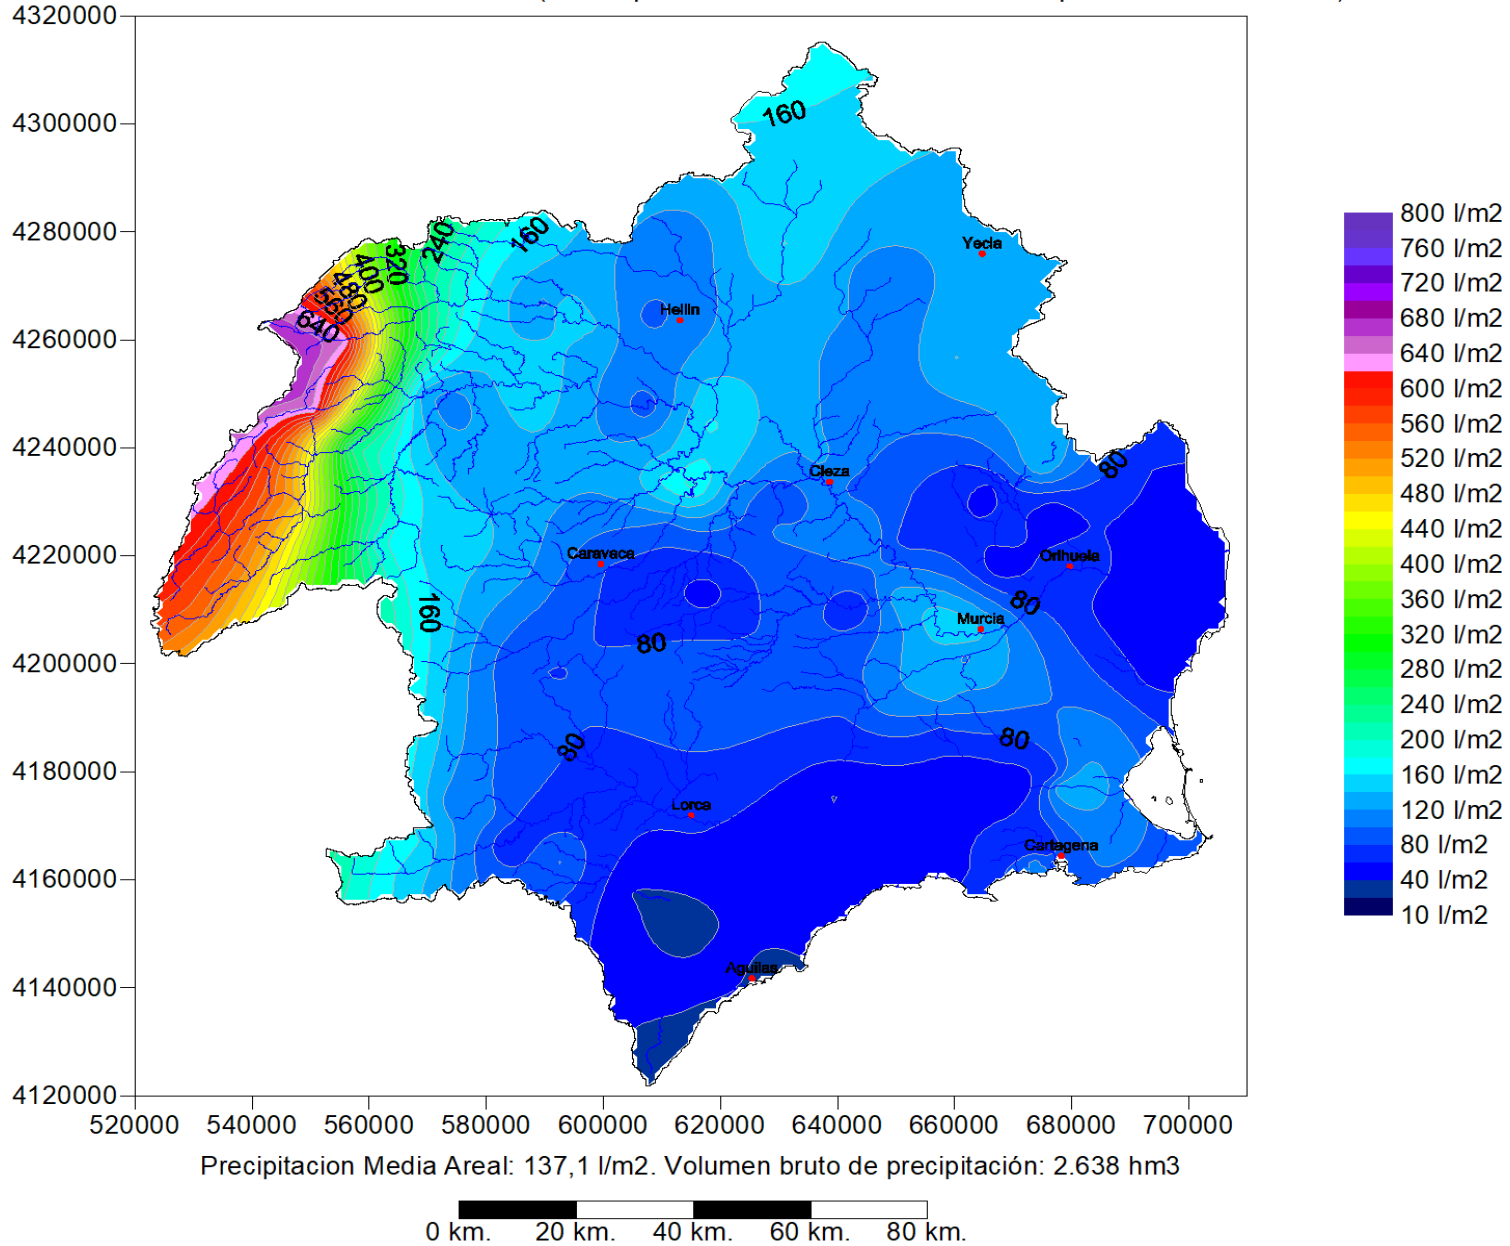 4320000
4300000
4280000
4260000
4240000
4220000
4200000
4180000
4160000
4140000
4120000
520000 540000 560000 580000 600000 620000 640000 660000 680000 700000
160
160
240
320
400
480
560
640
Yecla
Hellin
Cieza
80
Caravaca
Orihuela
160
80
Murcia
80
80
80
Lorca
Cartagena
Aguilas
800 l/m2
760 l/m2
720 l/m2
680 l/m2
640 l/m2
600 l/m2
560 l/m2
520 l/m2
480 l/m2
440 l/m2
400 l/m2
360 l/m2
320 l/m2
280 l/m2
240 l/m2
200 l/m2
160 l/m2
120 l/m2
80 l/m2
40 l/m2
10 l/m2
Precipitacion Media Areal: 137,1 l/m2. Volumen bruto de precipitación: 2.638 hm3
0 km. 20 km. 40 km. 60 km. 80 km.